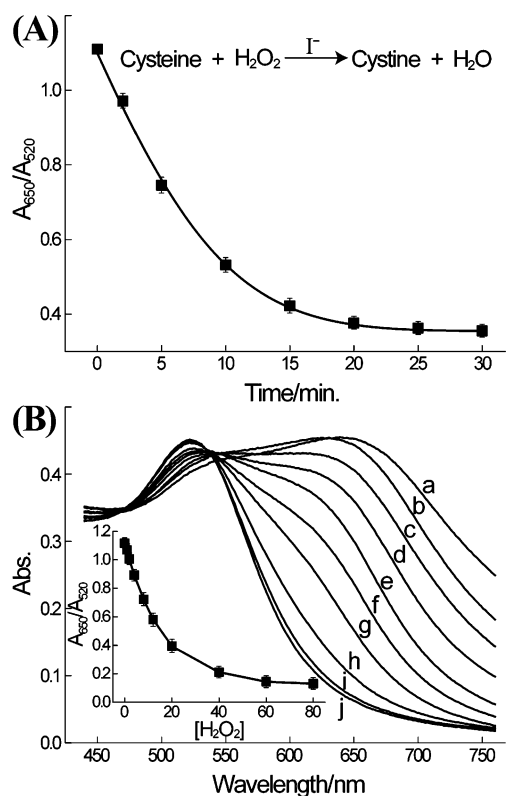 (A)
Cysteine + H₂O₂ I⁻ → Cystine + H₂O
A₆₅₀/A₅₂₀
1.0
0.8
0.6
0.4
0 5 10 15 20 25 30
Time/min.
(B)
Abs.
0.4
0.3
0.2
0.1
0.0
a
b
c
d
e
f
g
h
i
j
A₆₅₀/A₅₂₀
1.2
1.0
0.8
0.6
0.4
0.2
0.0
0 20 40 60 80
[H₂O₂]
450 500 550 600 650 700 750
Wavelength/nm